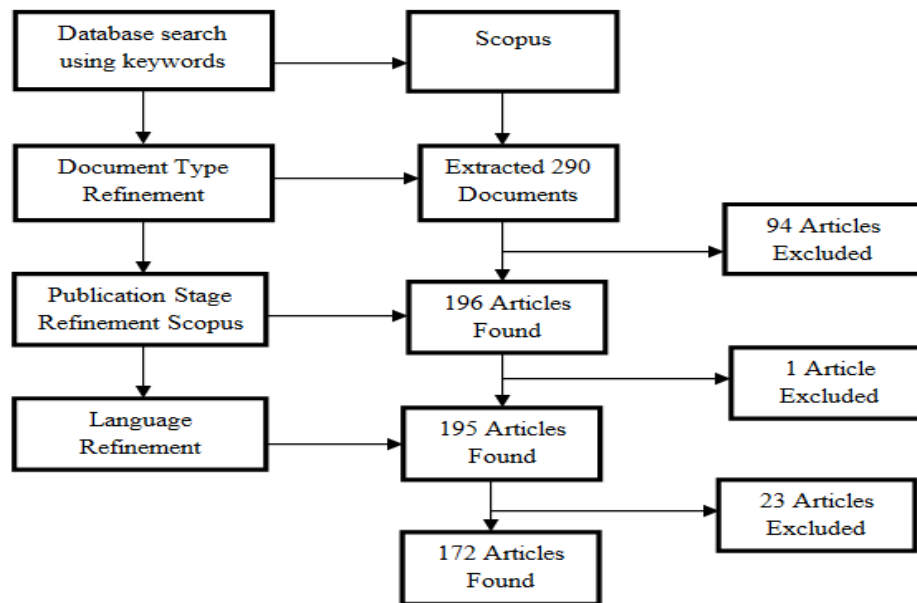 Database search
using keywords
Scopus
Document Type
Refinement
Extracted 290
Documents
94 Articles
Excluded
Publication Stage
Refinement Scopus
196 Articles
Found
1 Article
Excluded
Language
Refinement
195 Articles
Found
23 Articles
Excluded
172 Articles
Found